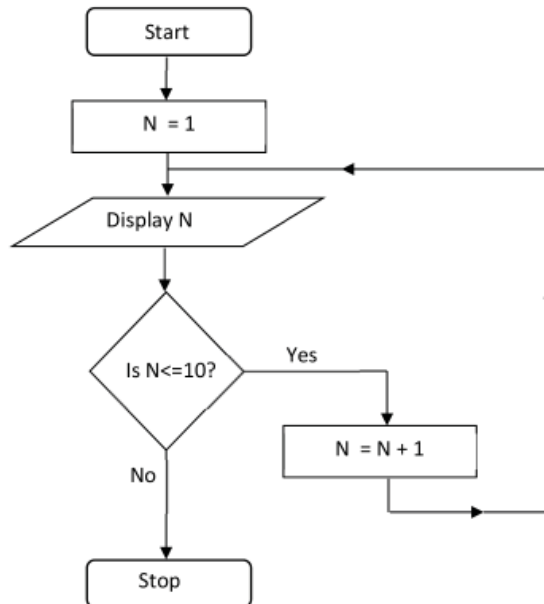 Start
N = 1
Display N
Is N<=10?
Yes
N = N + 1
No
Stop